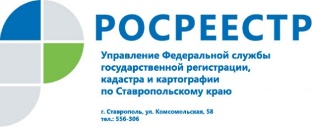 РОСРЕЕСТР
Управление Федеральной службы
государственной регистрации,
кадастра и картографии
по Ставропольскому краю
г. Ставрополь, ул. Комсомольская, 58
тел.: 556-306